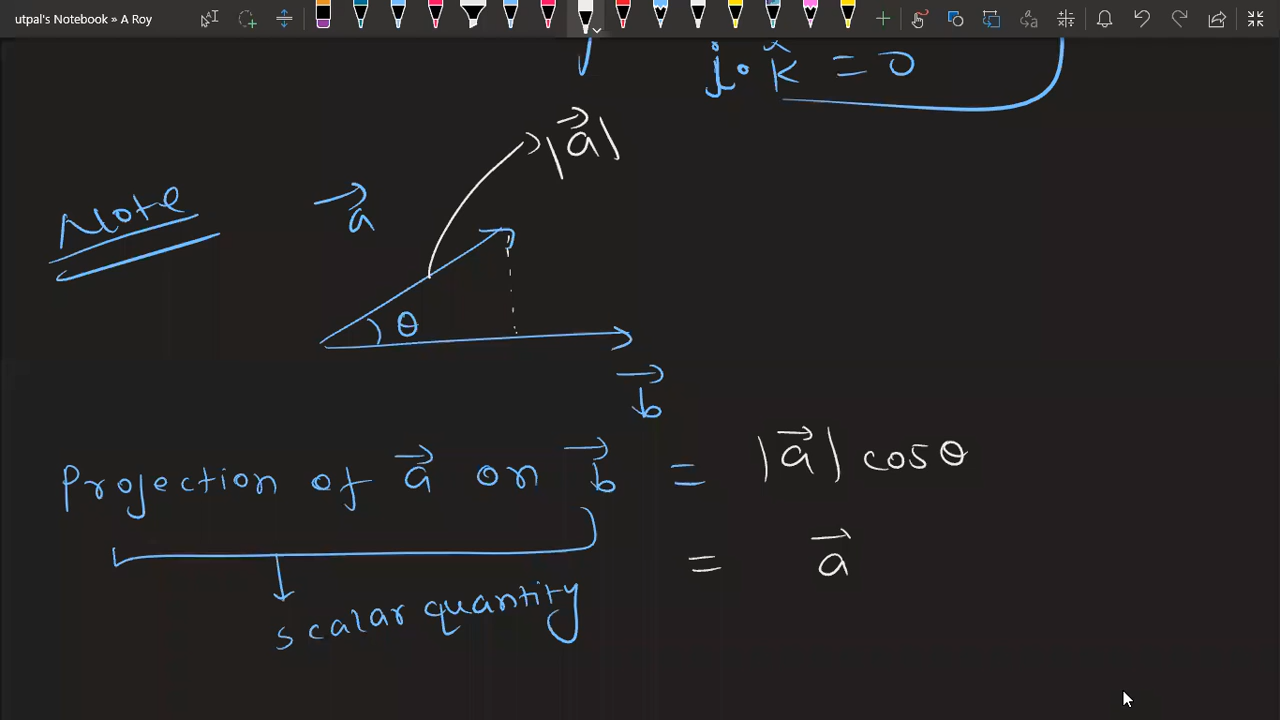 utpal's Notebook » A Roy
j . k̂ = 0
|a⃗|
Note
a⃗
θ
b⃗
Projection of a⃗ on b⃗ = |a⃗| cosθ
= a⃗
scalar quantity